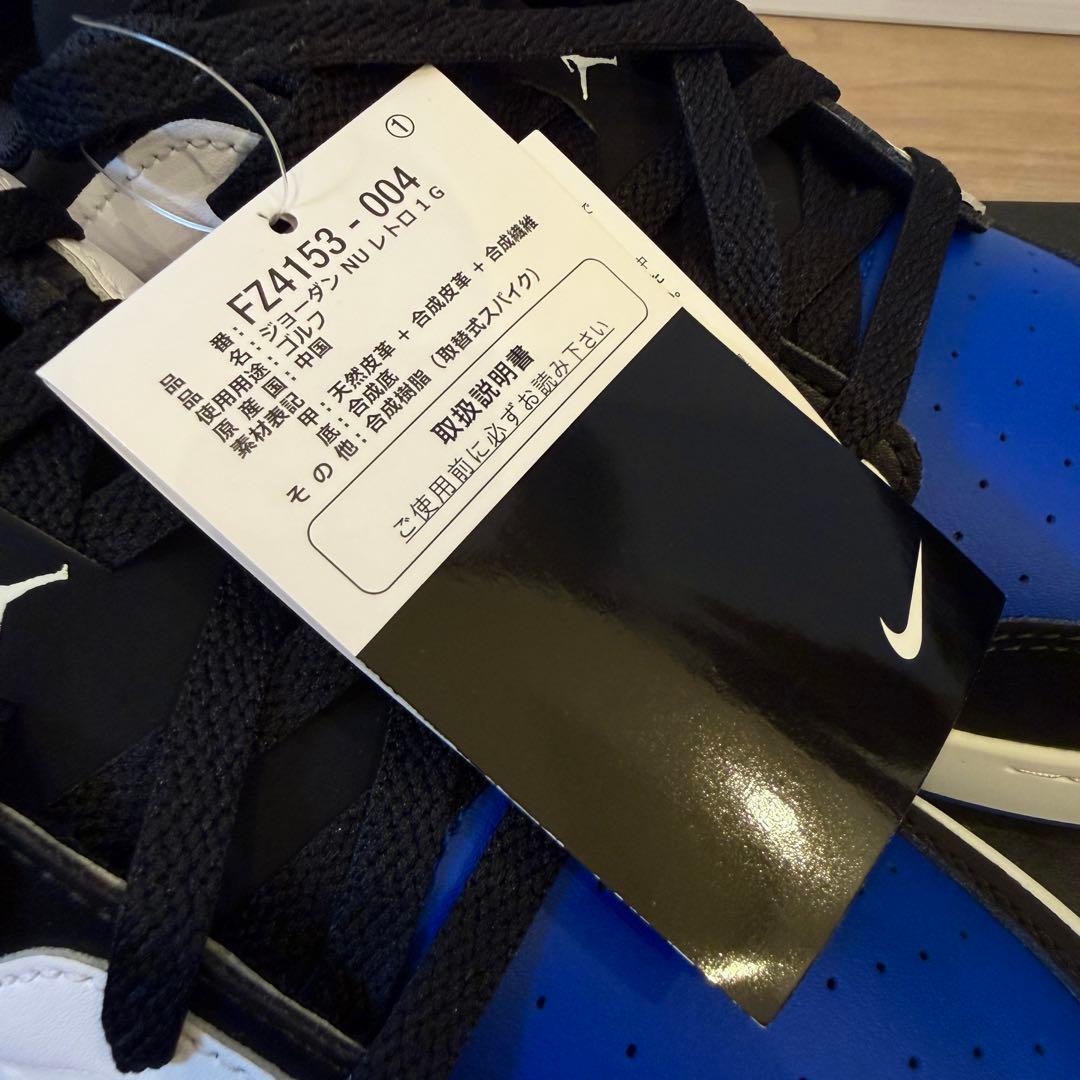 ①
品番：FZ4153-004
品名：ジョーダン NU レトロ 1 G
使用用途：ゴルフ
原産国：中国
素材表記 甲：天然皮革 + 合成皮革 + 合成繊維
底：合成底
その他：合成樹脂 (取替式スパイク)
取扱説明書
ご使用前に必ずお読み下さい